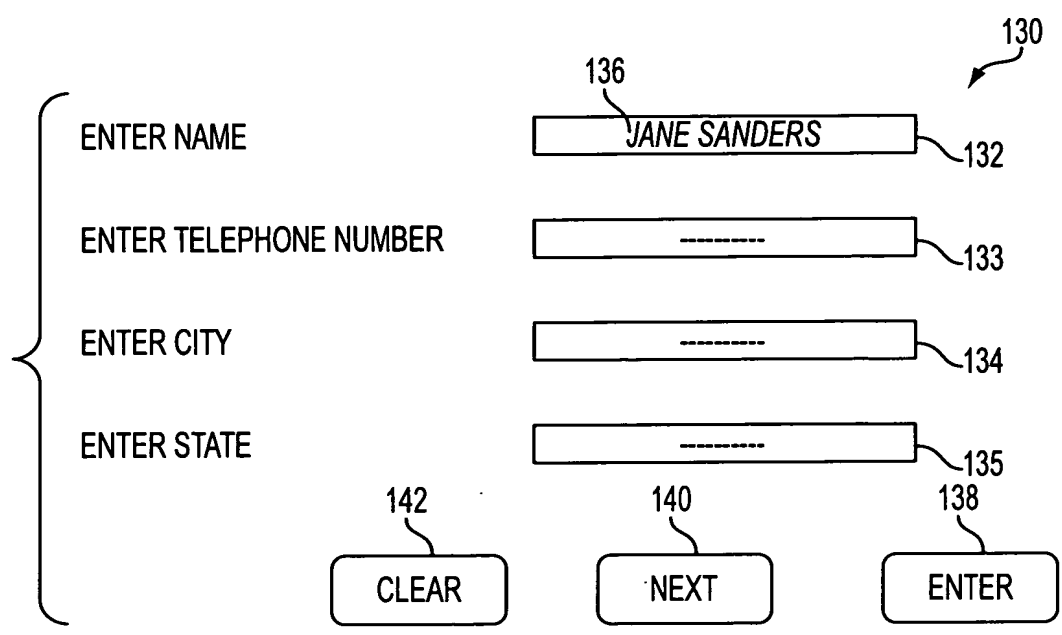 130
136
ENTER NAME JANE SANDERS
132
ENTER TELEPHONE NUMBER ----------
133
ENTER CITY ----------
134
ENTER STATE ----------
135
142 140 138
CLEAR NEXT ENTER